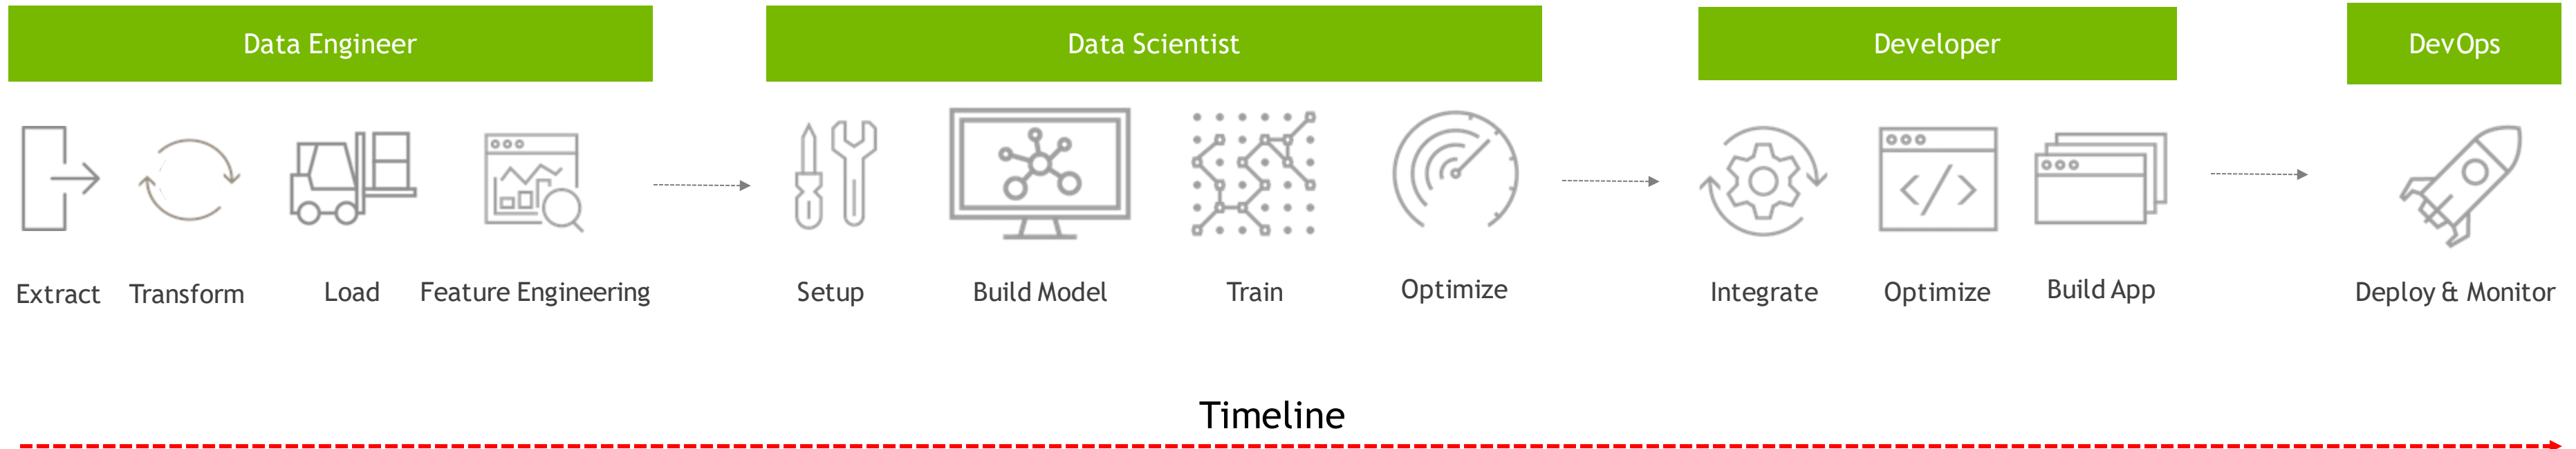 Data Engineer
Data Scientist
Developer
DevOps
Extract
Transform
Load
Feature Engineering
Setup
Build Model
Train
Optimize
Integrate
Optimize
Build App
Deploy & Monitor
Timeline